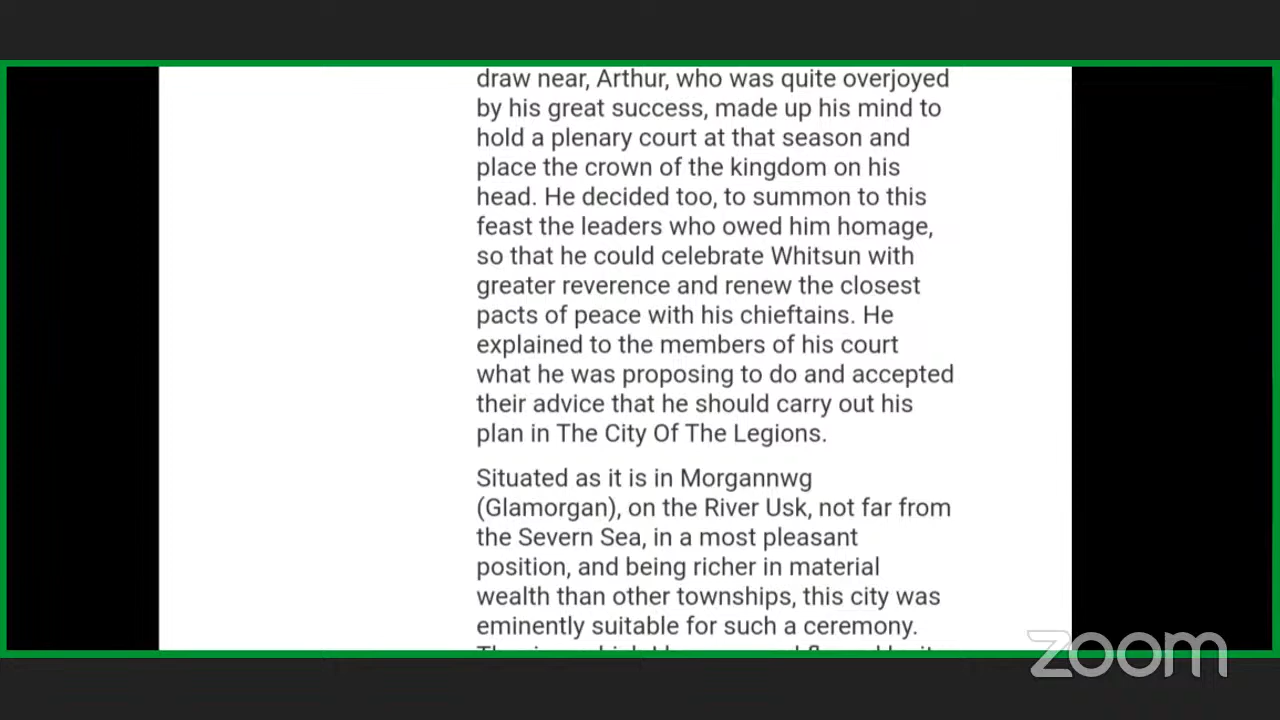 draw near, Arthur, who was quite overjoyed
by his great success, made up his mind to
hold a plenary court at that season and
place the crown of the kingdom on his
head. He decided too, to summon to this
feast the leaders who owed him homage,
so that he could celebrate Whitsun with
greater reverence and renew the closest
pacts of peace with his chieftains. He
explained to the members of his court
what he was proposing to do and accepted
their advice that he should carry out his
plan in The City Of The Legions.
Situated as it is in Morgannwg
(Glamorgan), on the River Usk, not far from
the Severn Sea, in a most pleasant
position, and being richer in material
wealth than other townships, this city was
eminently suitable for such a ceremony.
zoom